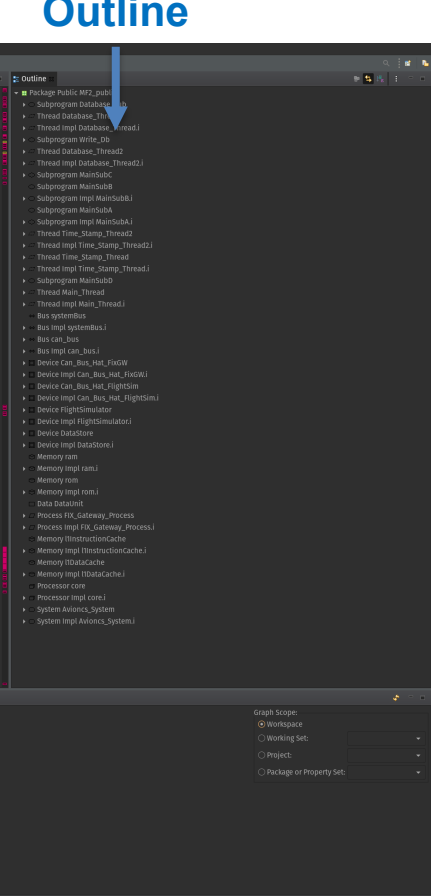 Outline
Outline
Package Public MF2_publ
Subprogram Database
Thread Database_Thr
Thread Impl Database_Thread.i
Subprogram Write_Db
Thread Database_Thread2
Thread Impl Database_Thread2.i
Subprogram MainSubC
Subprogram MainSubB
Subprogram Impl MainSubB.i
Subprogram MainSubA
Subprogram Impl MainSubA.i
Thread Time_Stamp_Thread2
Thread Impl Time_Stamp_Thread2.i
Thread Time_Stamp_Thread
Thread Impl Time_Stamp_Thread.i
Subprogram MainSubD
Thread Main_Thread
Thread Impl Main_Thread.i
Bus systemBus
Bus Impl systemBus.i
Bus can_bus
Bus Impl can_bus.i
Device Can_Bus_Hat_FixGW
Device Impl Can_Bus_Hat_FixGW.i
Device Can_Bus_Hat_FlightSim
Device Impl Can_Bus_Hat_FlightSim.i
Device FlightSimulator
Device Impl FlightSimulator.i
Device DataStore
Device Impl DataStore.i
Memory ram
Memory Impl ram.i
Memory rom
Memory Impl rom.i
Data DataUnit
Process FIX_Gateway_Process
Process Impl FIX_Gateway_Process.i
Memory l1InstructionCache
Memory Impl l1InstructionCache.i
Memory l1DataCache
Memory Impl l1DataCache.i
Processor core
Processor Impl core.i
System Avioncs_System
System Impl Avioncs_System.i
Graph Scope:
Workspace
Working Set:
Project:
Package or Property Set: